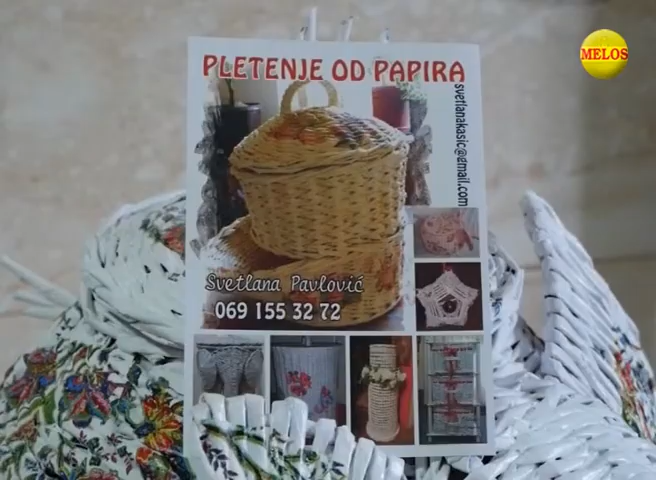 MELOS
PLETENJE OD PAPIRA
svetlanakasic@gmail.com
Svetlana Pavlović
069 155 32 72